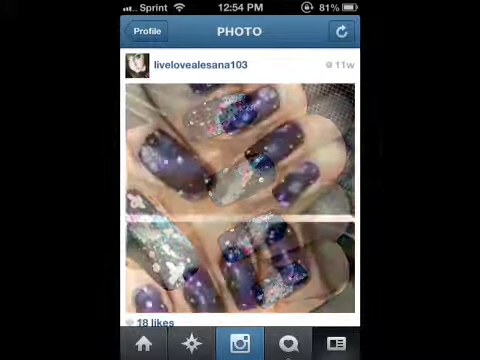 Sprint 12:54 PM 81%
Profile PHOTO
livelovealesana103 11w
18 likes